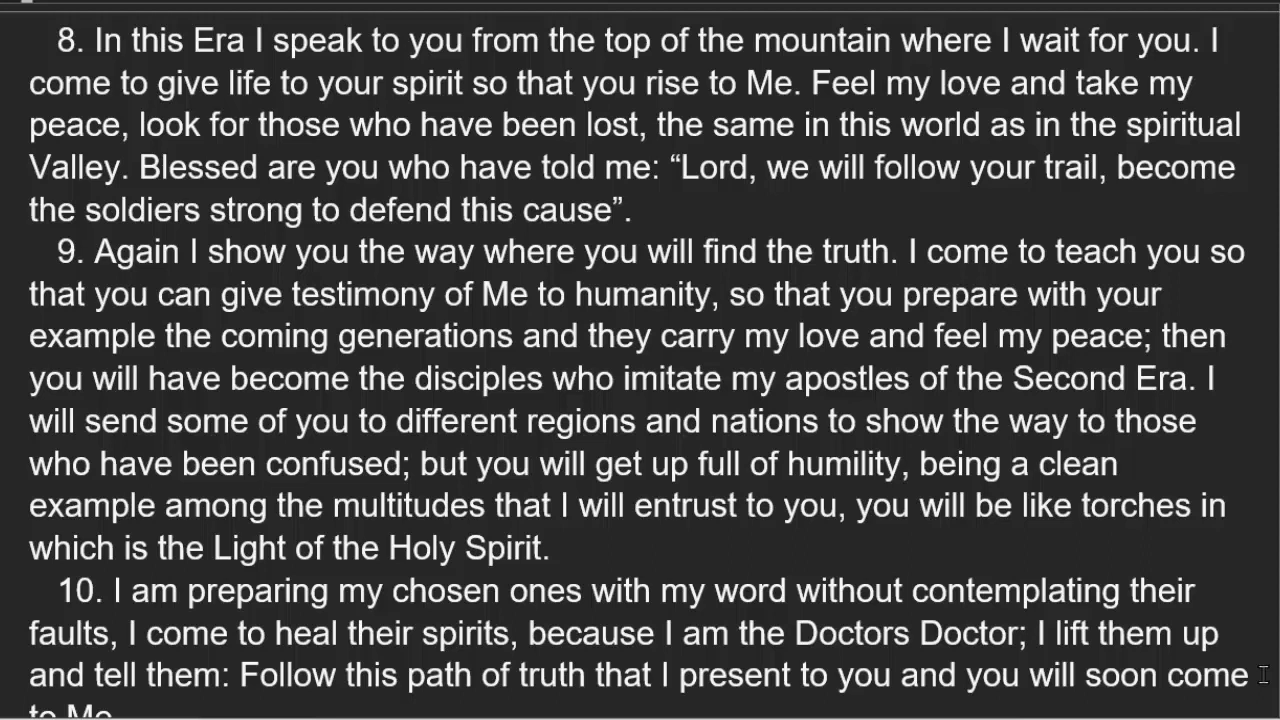 8. In this Era I speak to you from the top of the mountain where I wait for you. I
come to give life to your spirit so that you rise to Me. Feel my love and take my
peace, look for those who have been lost, the same in this world as in the spiritual
Valley. Blessed are you who have told me: “Lord, we will follow your trail, become
the soldiers strong to defend this cause”.
9. Again I show you the way where you will find the truth. I come to teach you so
that you can give testimony of Me to humanity, so that you prepare with your
example the coming generations and they carry my love and feel my peace; then
you will have become the disciples who imitate my apostles of the Second Era. I
will send some of you to different regions and nations to show the way to those
who have been confused; but you will get up full of humility, being a clean
example among the multitudes that I will entrust to you, you will be like torches in
which is the Light of the Holy Spirit.
10. I am preparing my chosen ones with my word without contemplating their
faults, I come to heal their spirits, because I am the Doctors Doctor; I lift them up
and tell them: Follow this path of truth that I present to you and you will soon come
to Me